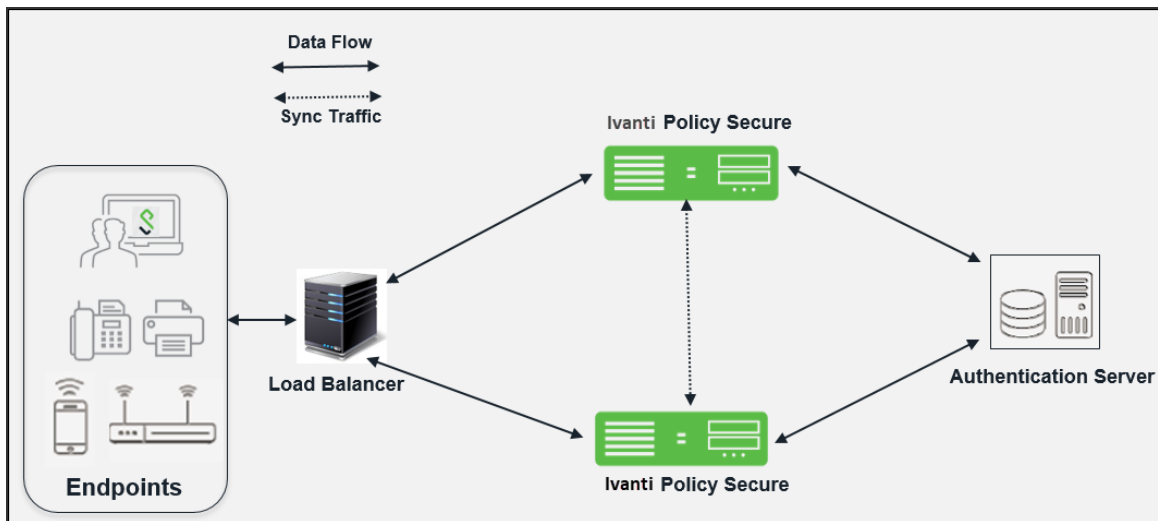 Data Flow
Sync Traffic
Ivanti Policy Secure
Load Balancer
Authentication Server
Ivanti Policy Secure
Endpoints